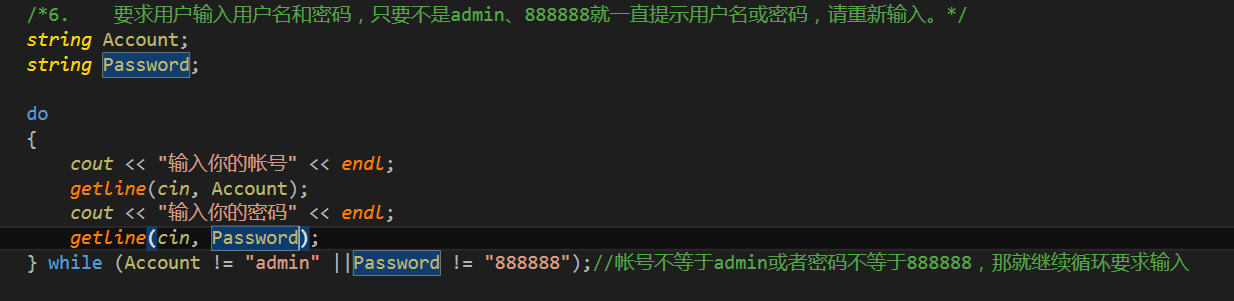 /*6.    要求用户输入用户名和密码，只要不是admin、888888就一直提示用户名或密码，请重新输入。*/
string Account;
string Password;
do
{
    cout << "输入你的帐号" << endl;
    getline(cin, Account);
    cout << "输入你的密码" << endl;
    getline(cin, Password);
} while (Account != "admin" ||Password != "888888");//帐号不等于admin或者密码不等于888888，那就继续循环要求输入